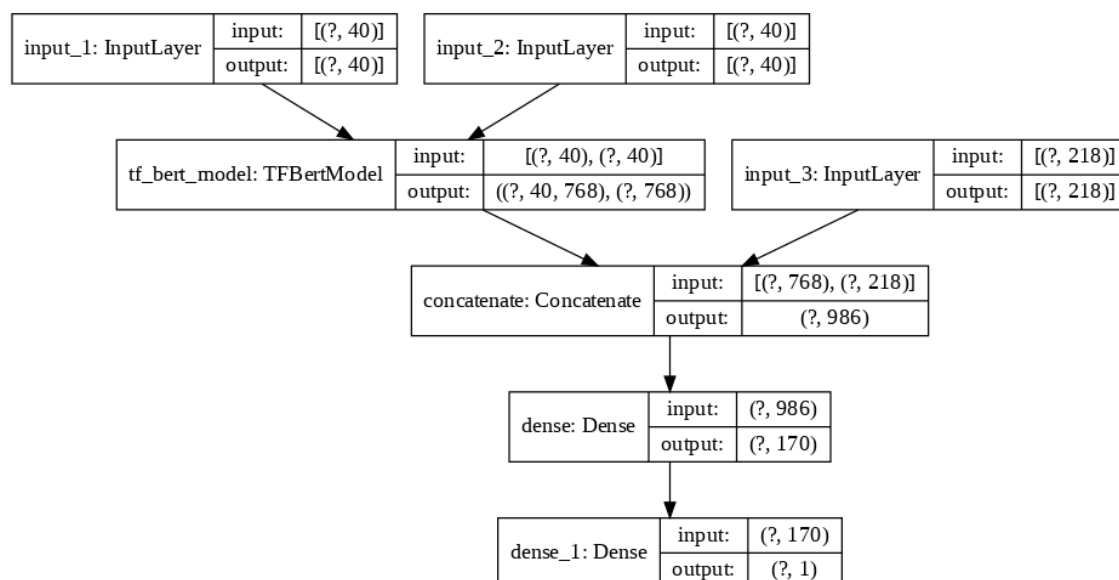 input_1: InputLayer
input: [(?, 40)]
output: [(?, 40)]
input_2: InputLayer
input: [(?, 40)]
output: [(?, 40)]
tf_bert_model: TFBertModel
input: [(?, 40), (?, 40)]
output: ((?, 40, 768), (?, 768))
input_3: InputLayer
input: [(?, 218)]
output: [(?, 218)]
concatenate: Concatenate
input: [(?, 768), (?, 218)]
output: (?, 986)
dense: Dense
input: (?, 986)
output: (?, 170)
dense_1: Dense
input: (?, 170)
output: (?, 1)